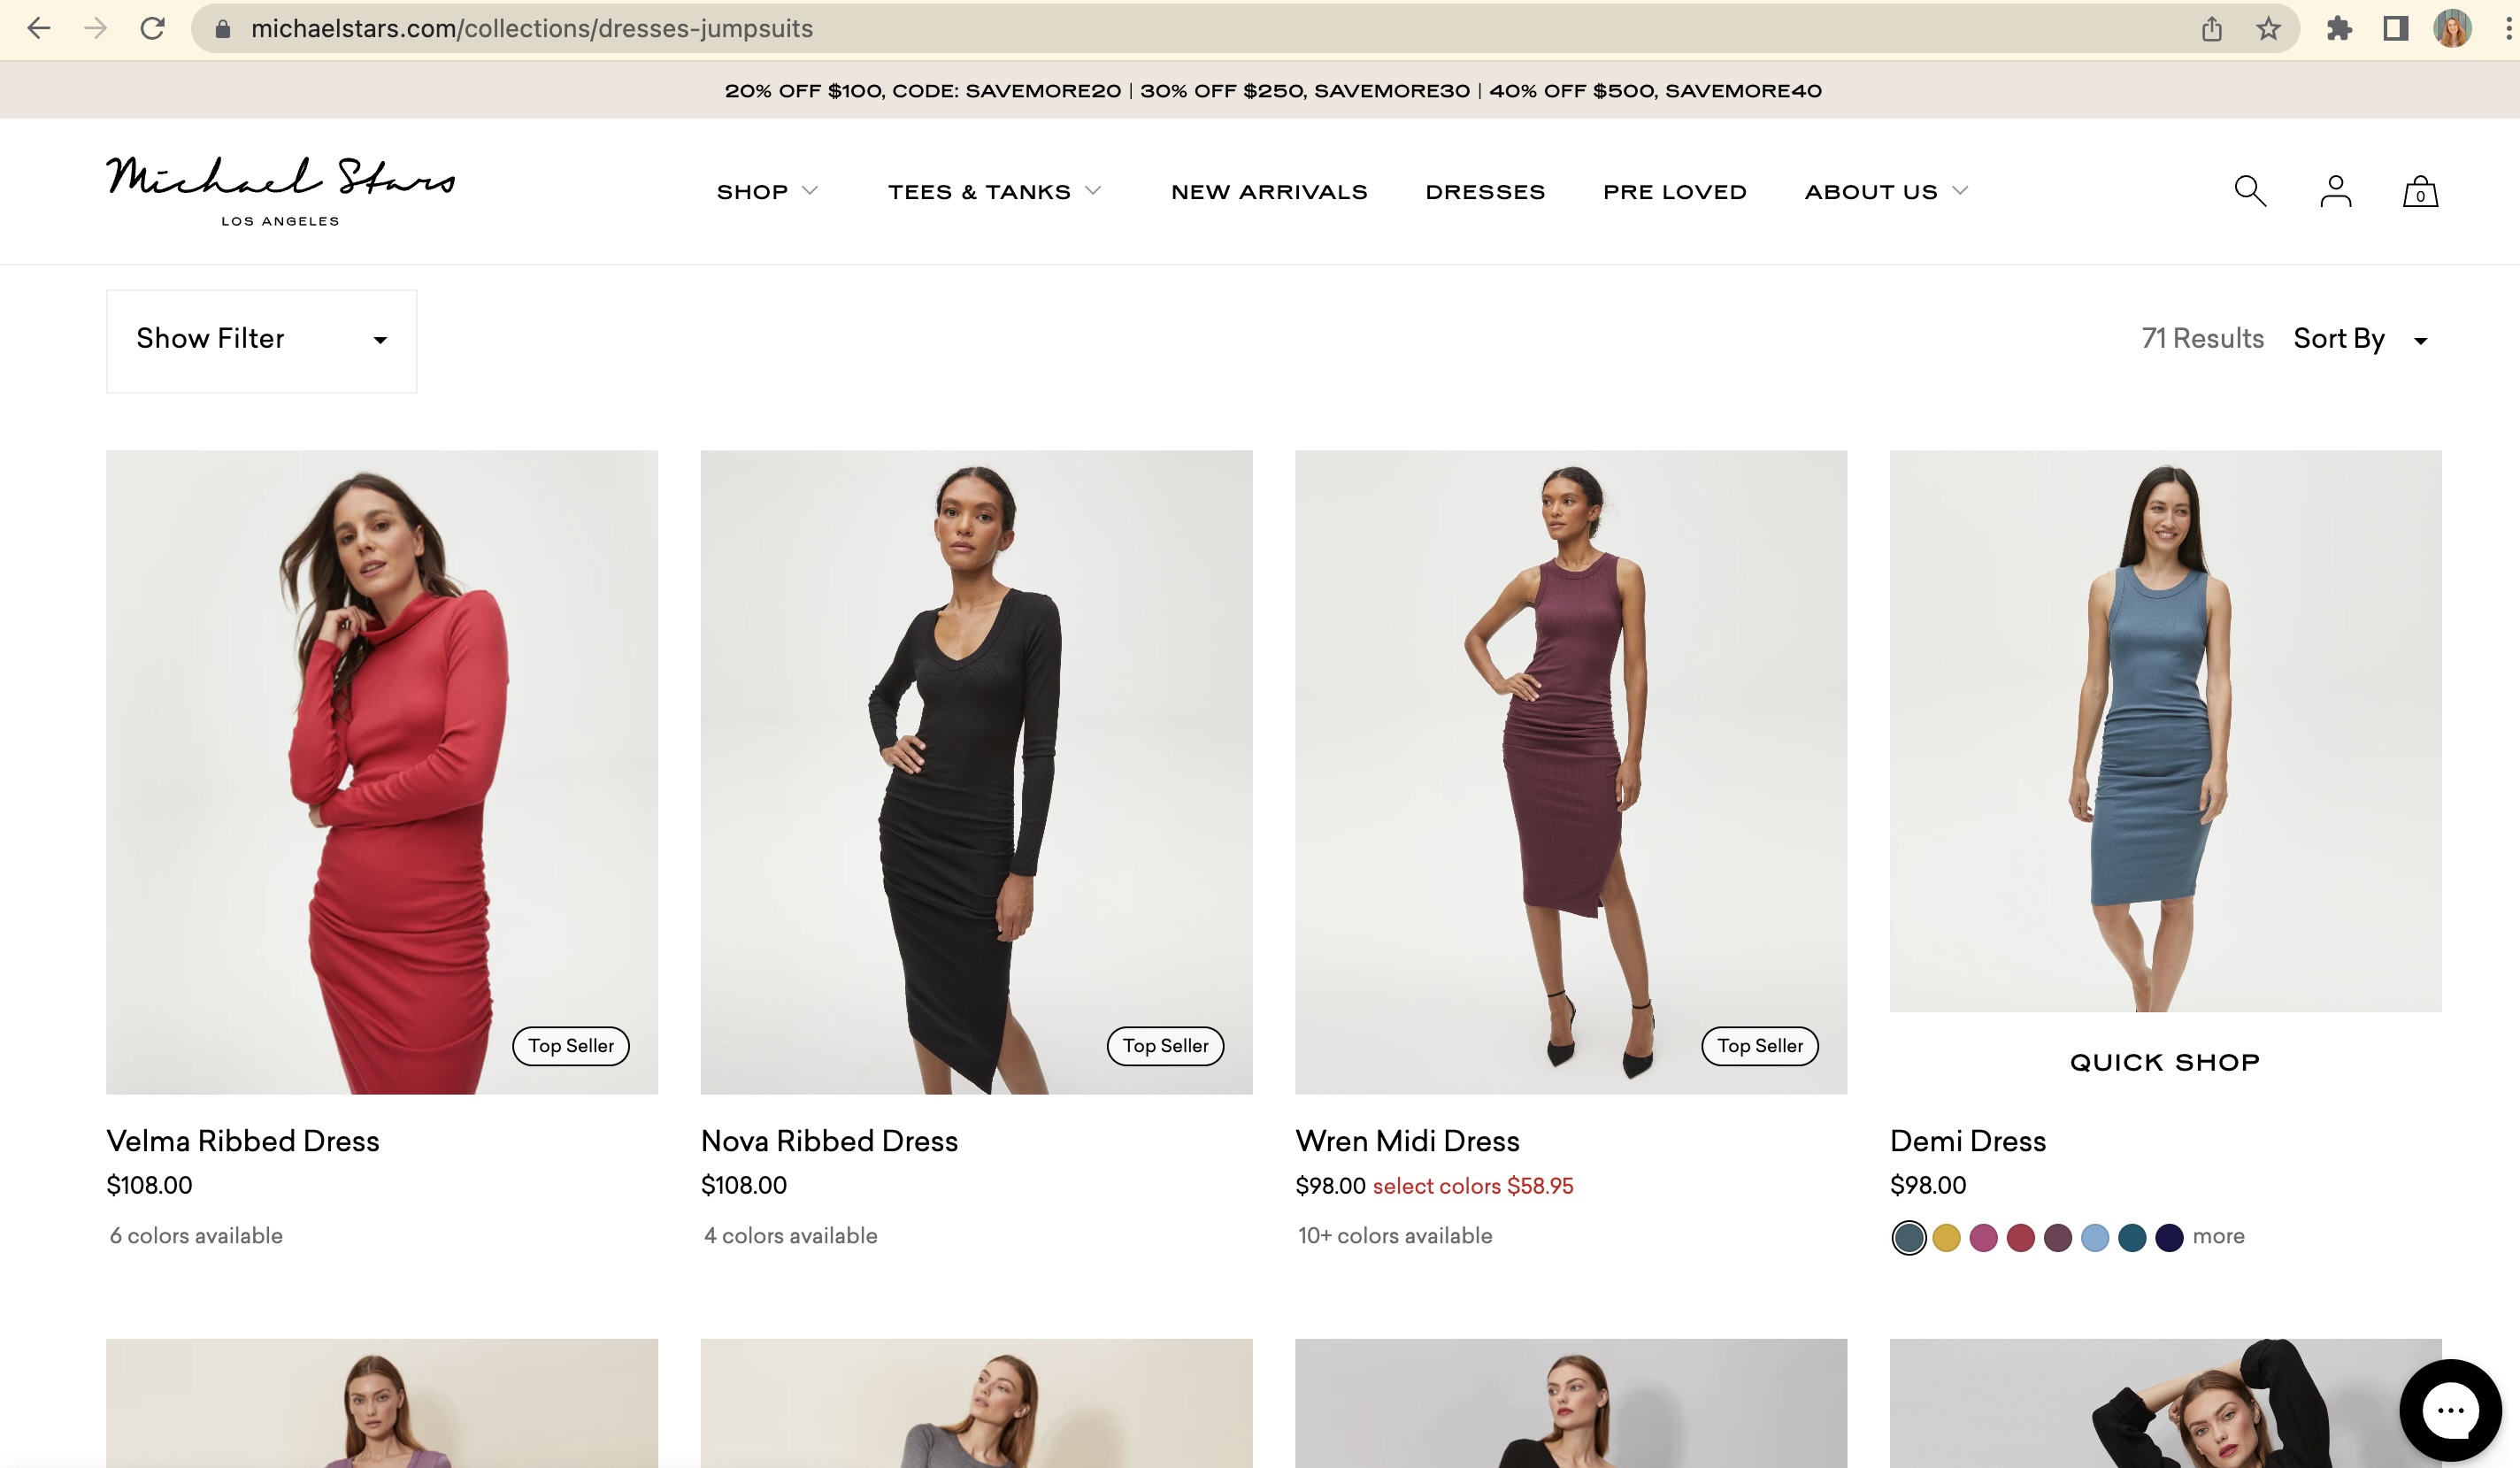 michaelstars.com/collections/dresses-jumpsuits
20% OFF $100, CODE: SAVEMORE20 | 30% OFF $250, SAVEMORE30 | 40% OFF $500, SAVEMORE40
Michael Stars
LOS ANGELES
SHOP TEES & TANKS NEW ARRIVALS DRESSES PRE LOVED ABOUT US 0
Show Filter 71 Results Sort By
Top Seller Top Seller Top Seller
QUICK SHOP
Velma Ribbed Dress Nova Ribbed Dress Wren Midi Dress Demi Dress
$108.00 $108.00 $98.00 select colors $58.95 $98.00
6 colors available 4 colors available 10+ colors available more